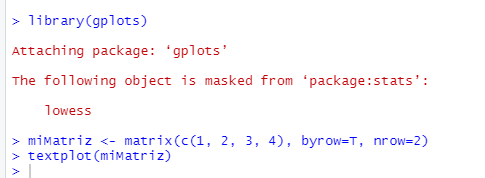 > library(gplots)
Attaching package: ‘gplots’
The following object is masked from ‘package:stats’:
    lowess
> miMatriz <- matrix(c(1, 2, 3, 4), byrow=T, nrow=2)
> textplot(miMatriz)
>